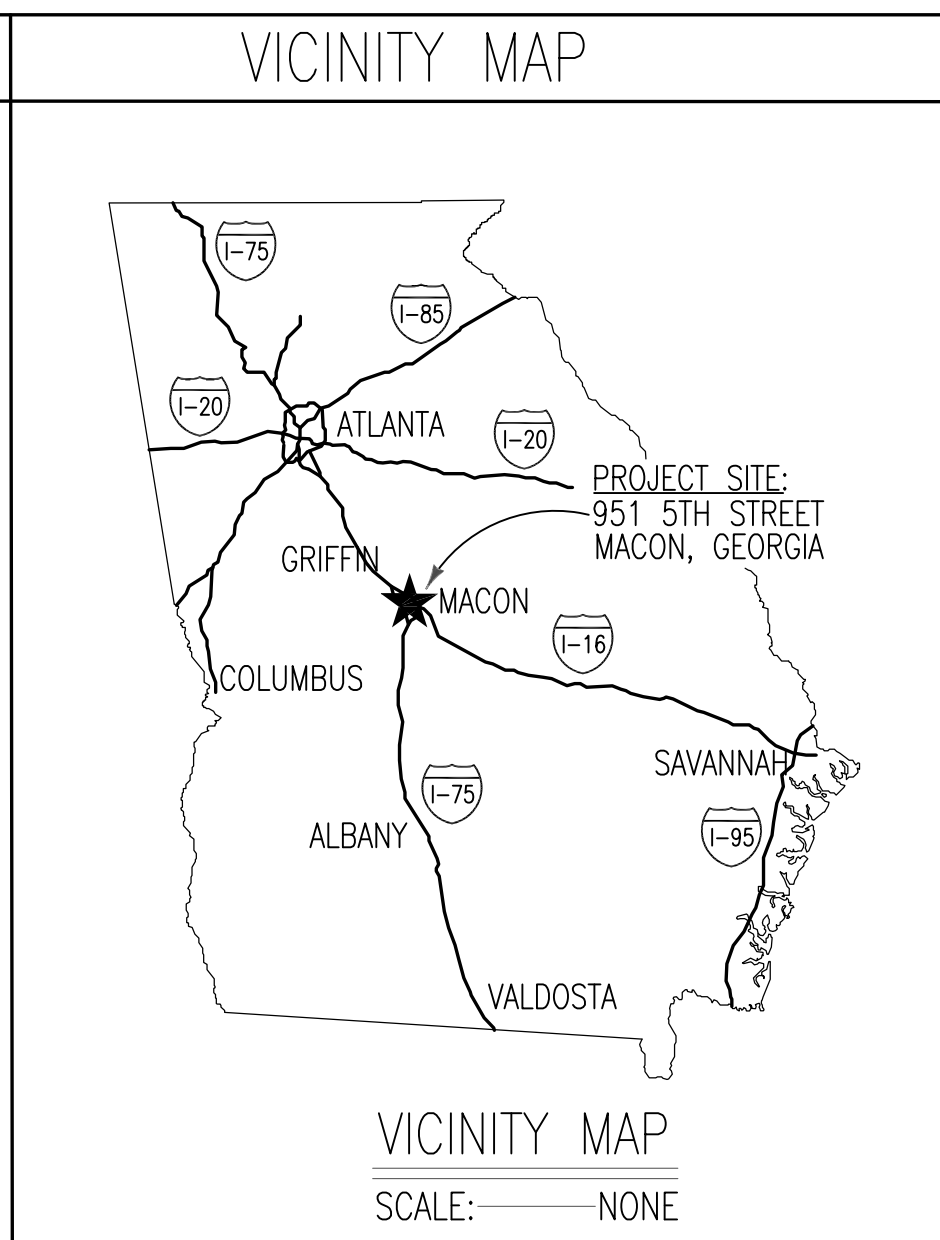 VICINITY MAP
I-75
I-85
I-20
ATLANTA
I-20
PROJECT SITE:
951 5TH STREET
MACON, GEORGIA
GRIFFIN
MACON
I-16
COLUMBUS
SAVANNAH
I-75
ALBANY
I-95
VALDOSTA
VICINITY MAP
SCALE: NONE